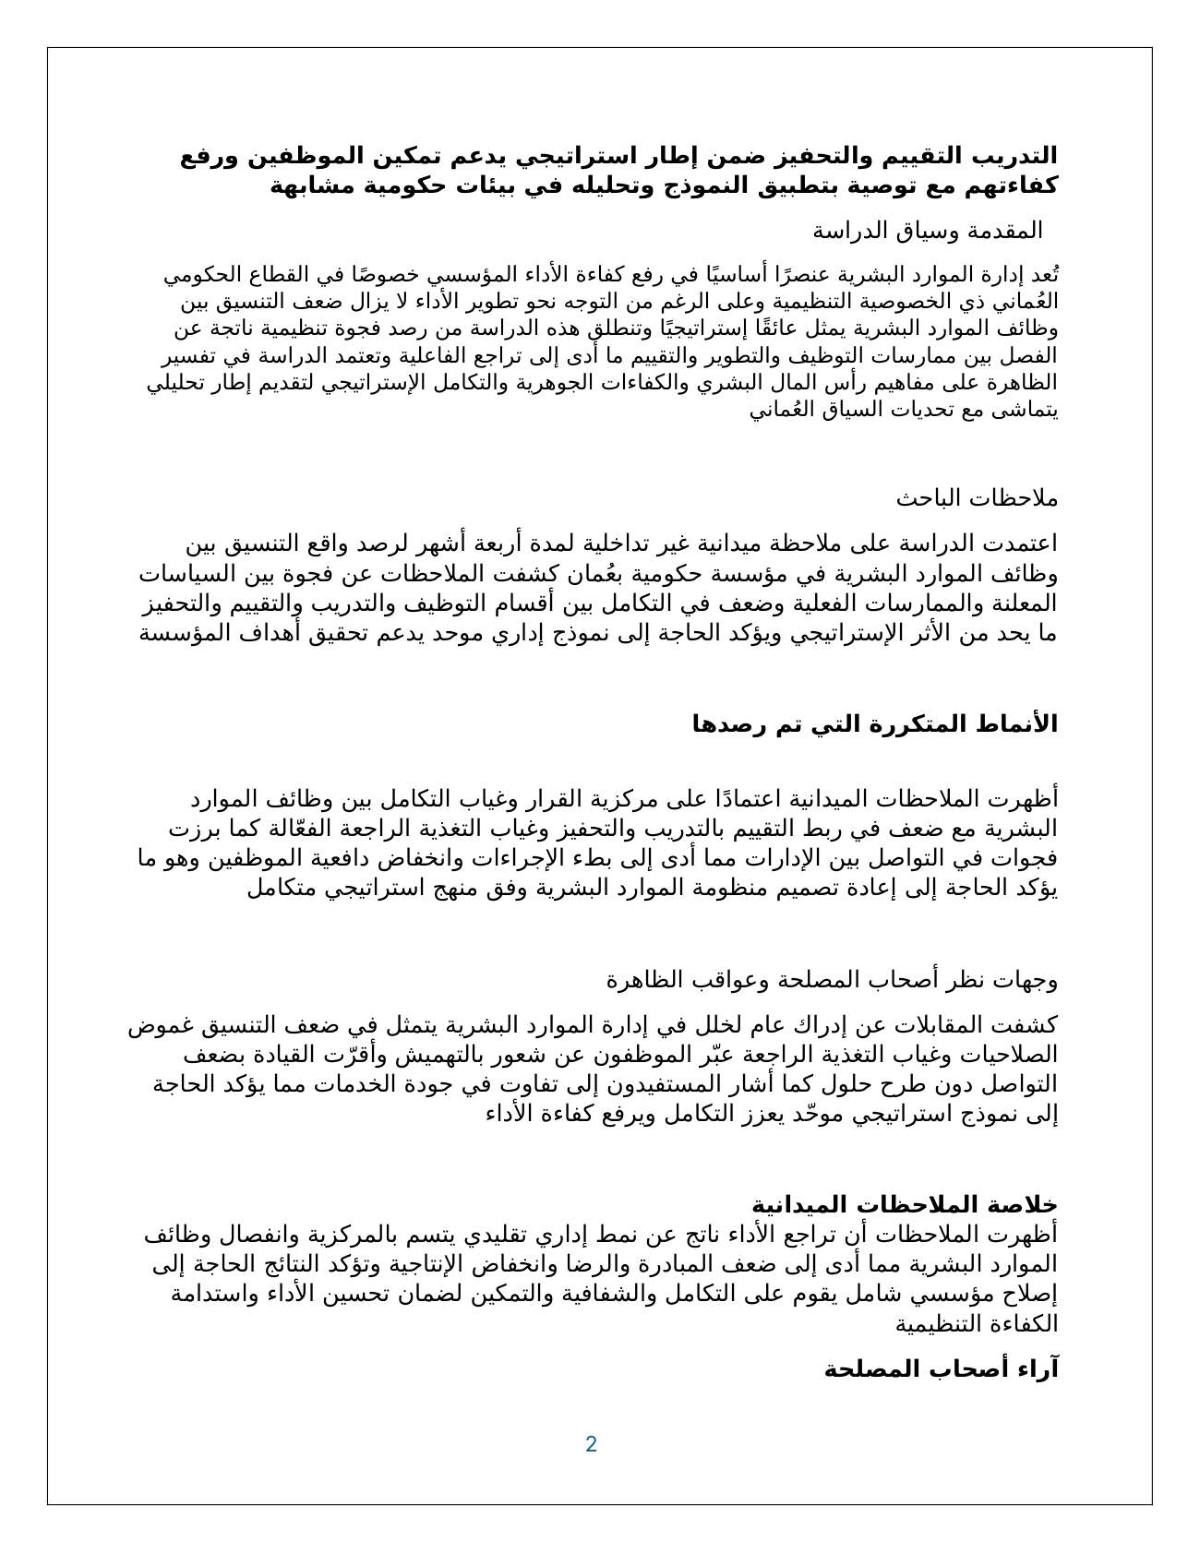 التدريب التقييم والتحفيز ضمن إطار استراتيجي يدعم تمكين الموظفين ورفع
كفاءتهم مع توصية بتطبيق النموذج وتحليله في بيئات حكومية مشابهة
المقدمة وسياق الدراسة
تُعد إدارة الموارد البشرية عنصرًا أساسيًا في رفع كفاءة الأداء المؤسسي خصوصًا في القطاع الحكومي
العُماني ذي الخصوصية التنظيمية وعلى الرغم من التوجه نحو تطوير الأداء لا يزال ضعف التنسيق بين
وظائف الموارد البشرية يمثل عائقًا إستراتيجيًا وتنطلق هذه الدراسة من رصد فجوة تنظيمية ناتجة عن
الفصل بين ممارسات التوظيف والتطوير والتقييم ما أدى إلى تراجع الفاعلية وتعتمد الدراسة في تفسير
الظاهرة على مفاهيم رأس المال البشري والكفاءات الجوهرية والتكامل الإستراتيجي لتقديم إطار تحليلي
يتماشى مع تحديات السياق العُماني
ملاحظات الباحث
اعتمدت الدراسة على ملاحظة ميدانية غير تداخلية لمدة أربعة أشهر لرصد واقع التنسيق بين
وظائف الموارد البشرية في مؤسسة حكومية بعُمان كشفت الملاحظات عن فجوة بين السياسات
المعلنة والممارسات الفعلية وضعف في التكامل بين أقسام التوظيف والتدريب والتقييم والتحفيز
ما يحد من الأثر الإستراتيجي ويؤكد الحاجة إلى نموذج إداري موحد يدعم تحقيق أهداف المؤسسة
الأنماط المتكررة التي تم رصدها
أظهرت الملاحظات الميدانية اعتمادًا على مركزية القرار وغياب التكامل بين وظائف الموارد
البشرية مع ضعف في ربط التقييم بالتدريب والتحفيز وغياب التغذية الراجعة الفعّالة كما برزت
فجوات في التواصل بين الإدارات مما أدى إلى بطء الإجراءات وانخفاض دافعية الموظفين وهو ما
يؤكد الحاجة إلى إعادة تصميم منظومة الموارد البشرية وفق منهج استراتيجي متكامل
وجهات نظر أصحاب المصلحة وعواقب الظاهرة
كشفت المقابلات عن إدراك عام لخلل في إدارة الموارد البشرية يتمثل في ضعف التنسيق غموض
الصلاحيات وغياب التغذية الراجعة عبّر الموظفون عن شعور بالتهميش وأقرّت القيادة بضعف
التواصل دون طرح حلول كما أشار المستفيدون إلى تفاوت في جودة الخدمات مما يؤكد الحاجة
إلى نموذج استراتيجي موحّد يعزز التكامل ويرفع كفاءة الأداء
خلاصة الملاحظات الميدانية
أظهرت الملاحظات أن تراجع الأداء ناتج عن نمط إداري تقليدي يتسم بالمركزية وانفصال وظائف
الموارد البشرية مما أدى إلى ضعف المبادرة والرضا وانخفاض الإنتاجية وتؤكد النتائج الحاجة إلى
إصلاح مؤسسي شامل يقوم على التكامل والشفافية والتمكين لضمان تحسين الأداء واستدامة
الكفاءة التنظيمية
آراء أصحاب المصلحة
2